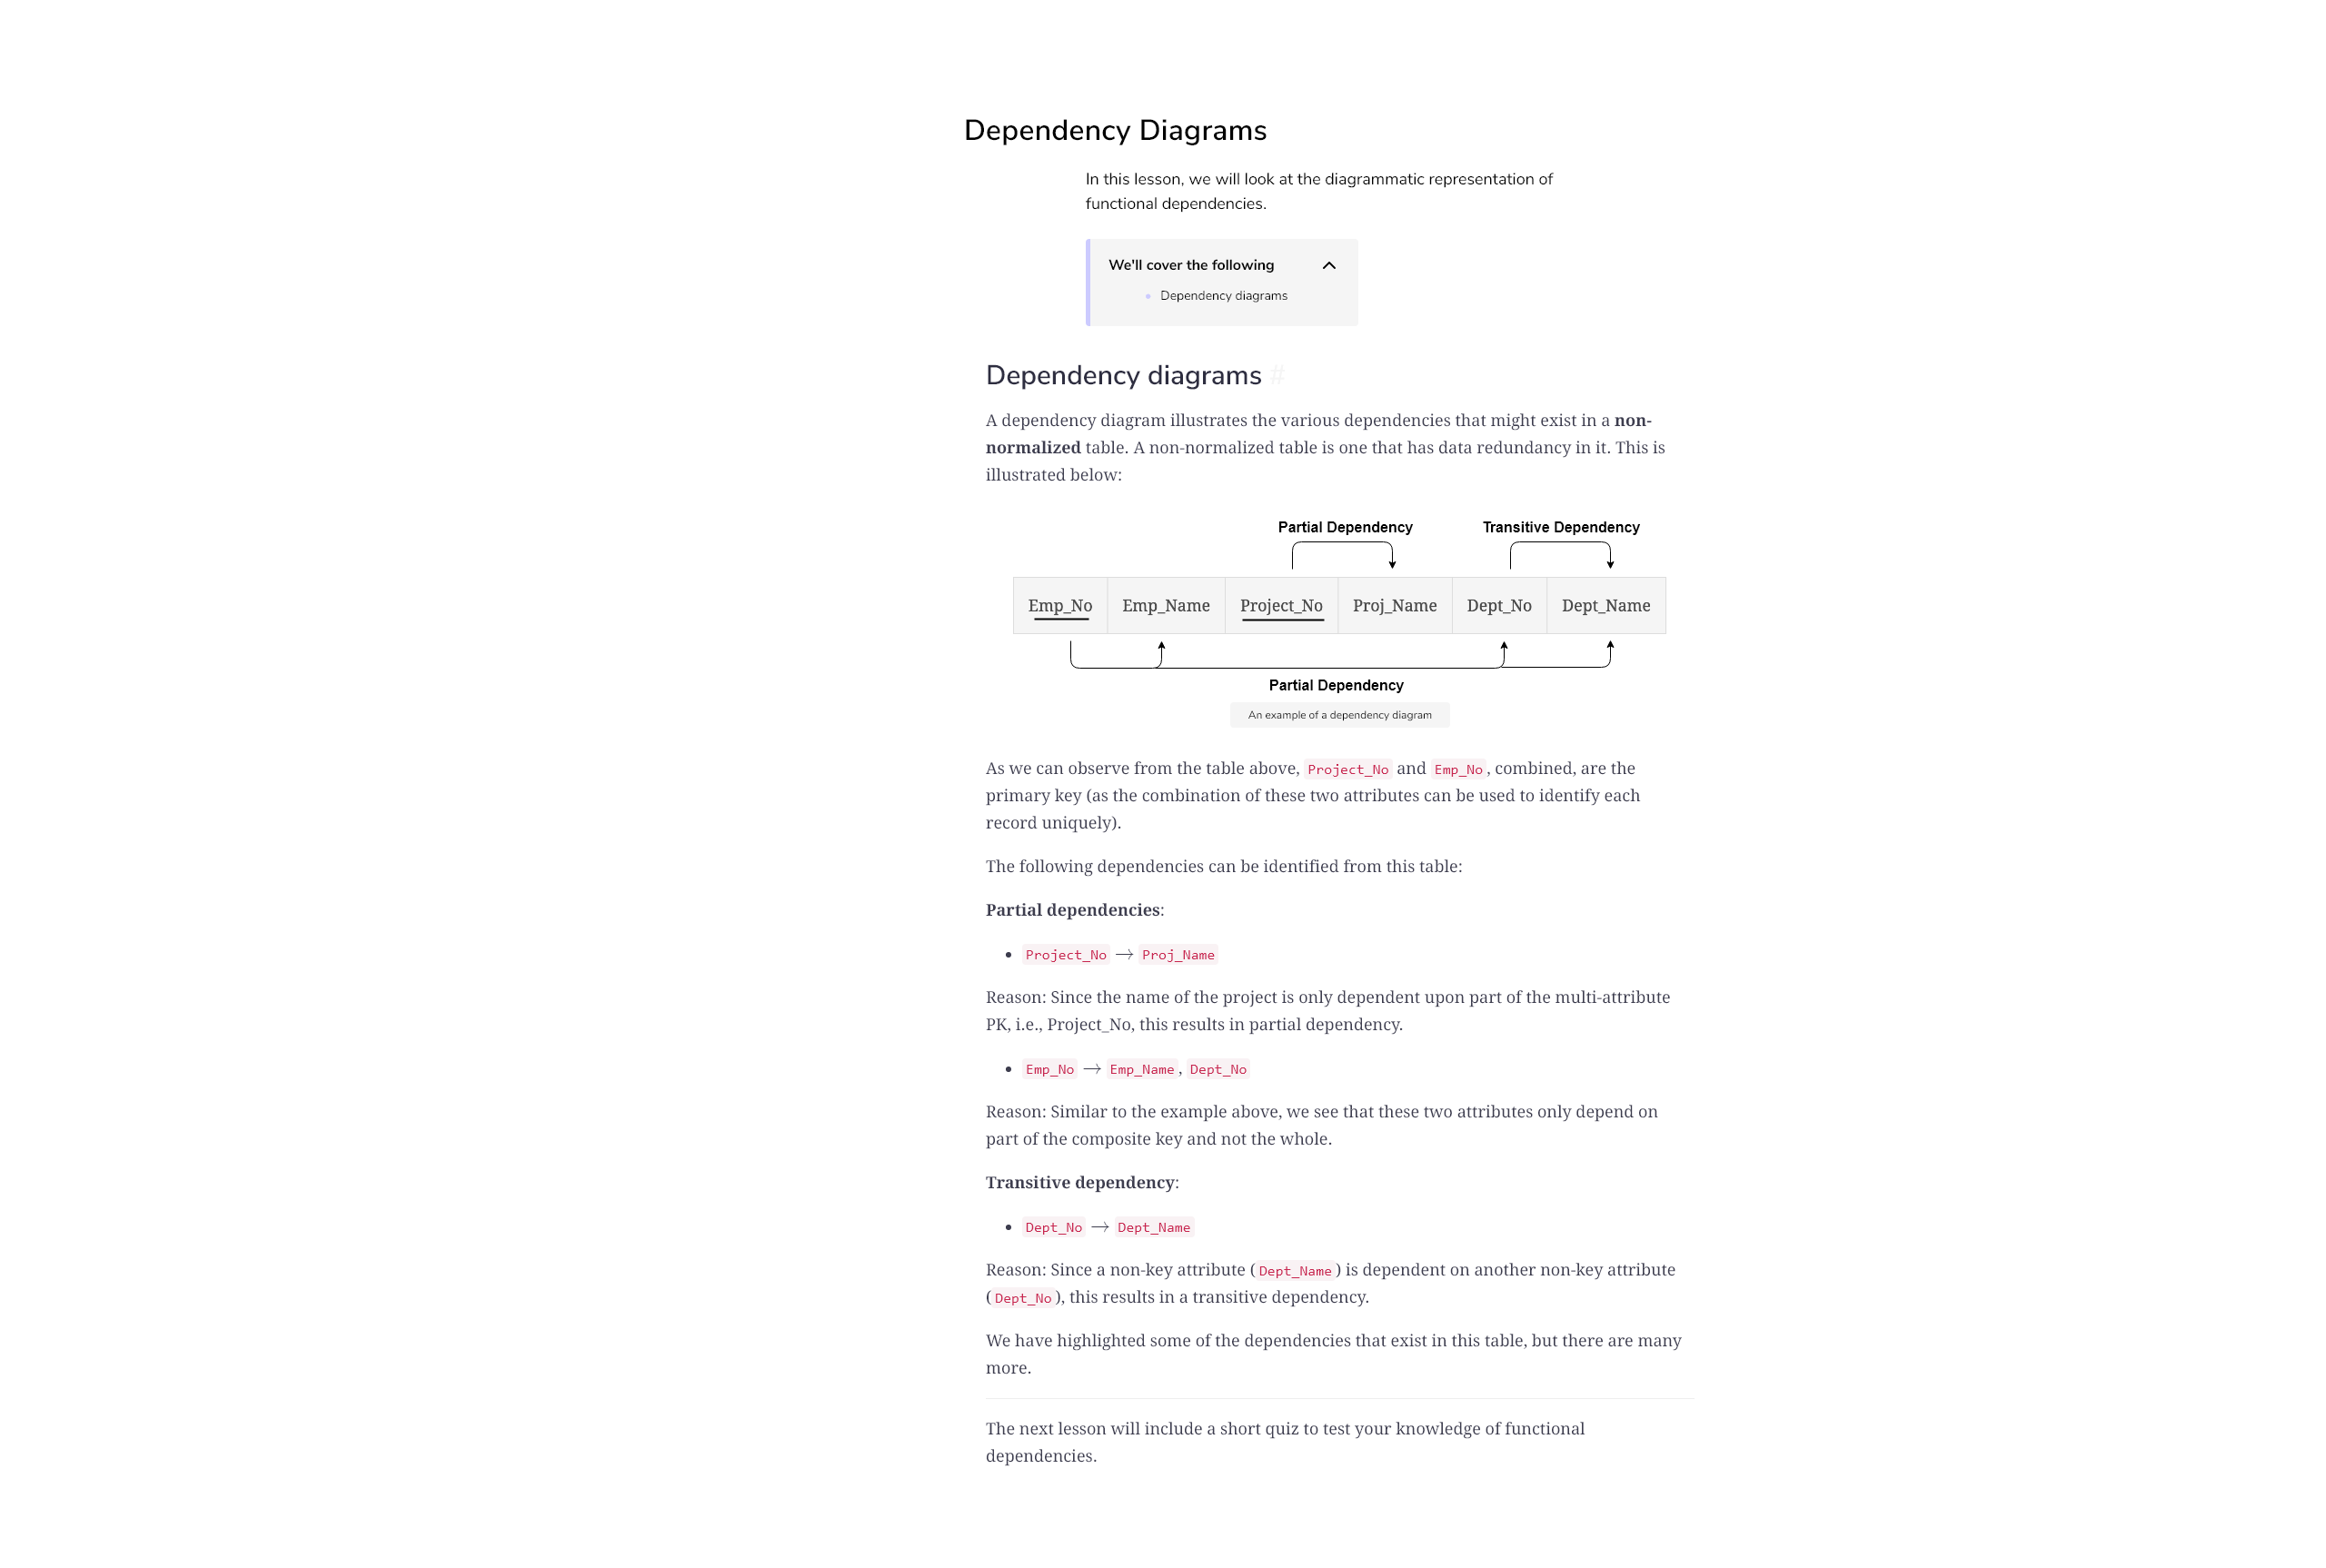 Dependency Diagrams
In this lesson, we will look at the diagrammatic representation of
functional dependencies.
We'll cover the following
Dependency diagrams
Dependency diagrams #
A dependency diagram illustrates the various dependencies that might exist in a non-
normalized table. A non-normalized table is one that has data redundancy in it. This is
illustrated below:
Partial Dependency Transitive Dependency
Emp_No Emp_Name Project_No Proj_Name Dept_No Dept_Name
Partial Dependency
An example of a dependency diagram
As we can observe from the table above, Project_No and Emp_No, combined, are the
primary key (as the combination of these two attributes can be used to identify each
record uniquely).
The following dependencies can be identified from this table:
Partial dependencies:
• Project_No → Proj_Name
Reason: Since the name of the project is only dependent upon part of the multi-attribute
PK, i.e., Project_No, this results in partial dependency.
• Emp_No → Emp_Name, Dept_No
Reason: Similar to the example above, we see that these two attributes only depend on
part of the composite key and not the whole.
Transitive dependency:
• Dept_No → Dept_Name
Reason: Since a non-key attribute (Dept_Name) is dependent on another non-key attribute
(Dept_No), this results in a transitive dependency.
We have highlighted some of the dependencies that exist in this table, but there are many
more.
The next lesson will include a short quiz to test your knowledge of functional
dependencies.